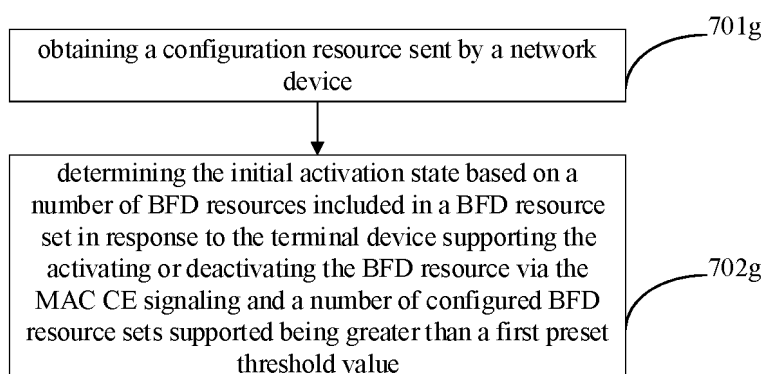 obtaining a configuration resource sent by a network
device
701g
determining the initial activation state based on a
number of BFD resources included in a BFD resource
set in response to the terminal device supporting the
activating or deactivating the BFD resource via the
MAC CE signaling and a number of configured BFD
resource sets supported being greater than a first preset
threshold value
702g